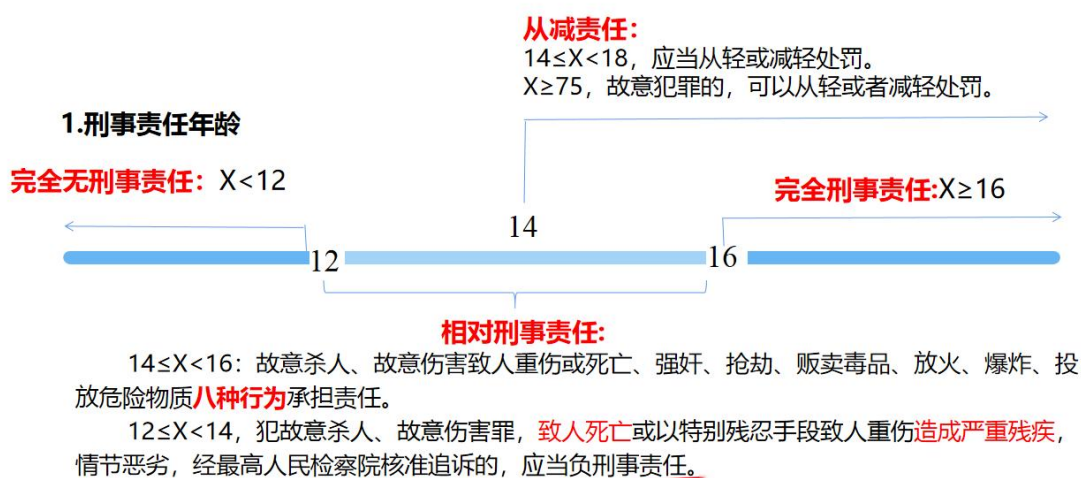 从减责任：
14≤X<18，应当从轻或减轻处罚。
X≥75，故意犯罪的，可以从轻或者减轻处罚。
1.刑事责任年龄
完全无刑事责任：X<12
完全刑事责任:X≥16
14
12
16
相对刑事责任:
14≤X<16：故意杀人、故意伤害致人重伤或死亡、强奸、抢劫、贩卖毒品、放火、爆炸、投
放危险物质八种行为承担责任。
12≤X<14，犯故意杀人、故意伤害罪，致人死亡或以特别残忍手段致人重伤造成严重残疾，
情节恶劣，经最高人民检察院核准追诉的，应当负刑事责任。